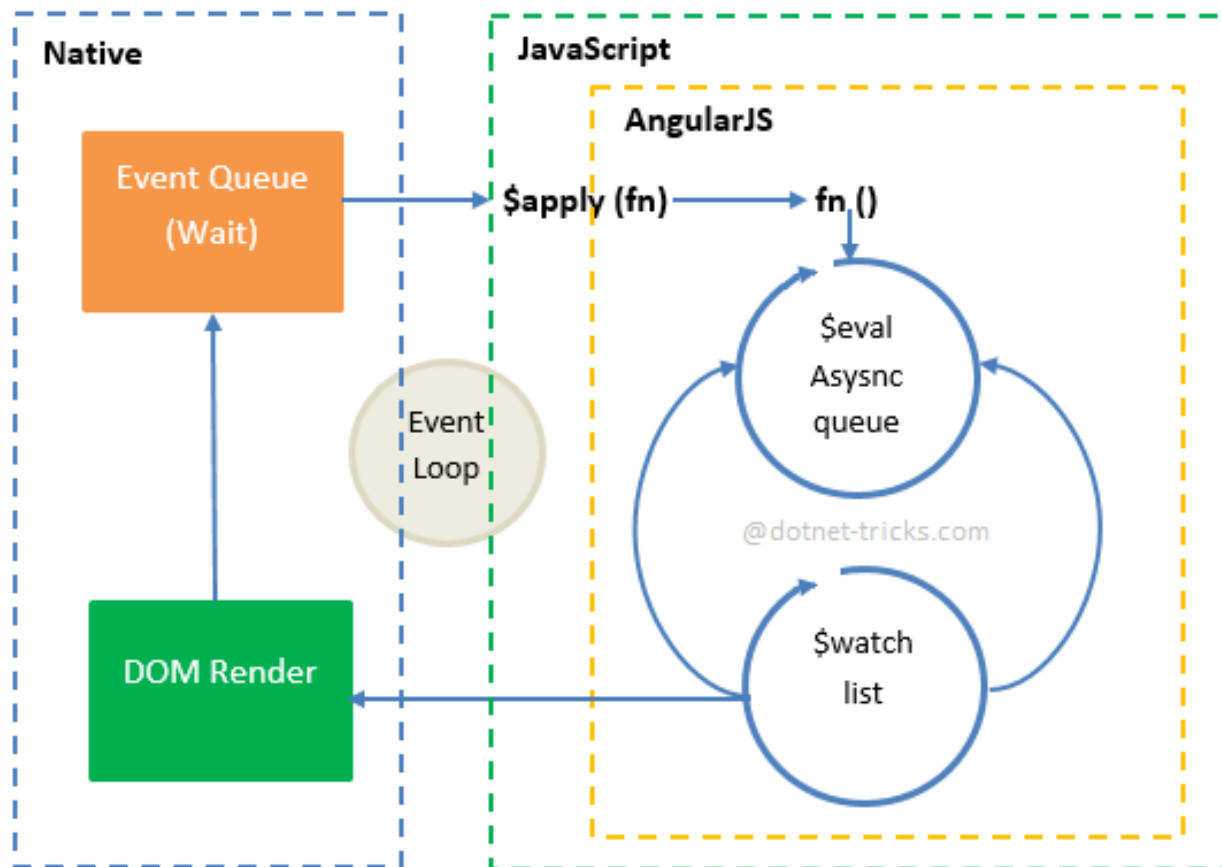 Native
JavaScript
AngularJS
Event Queue
(Wait)
$apply (fn)
fn ()
$eval
Asysnc
queue
Event
Loop
@dotnet-tricks.com
DOM Render
$watch
list